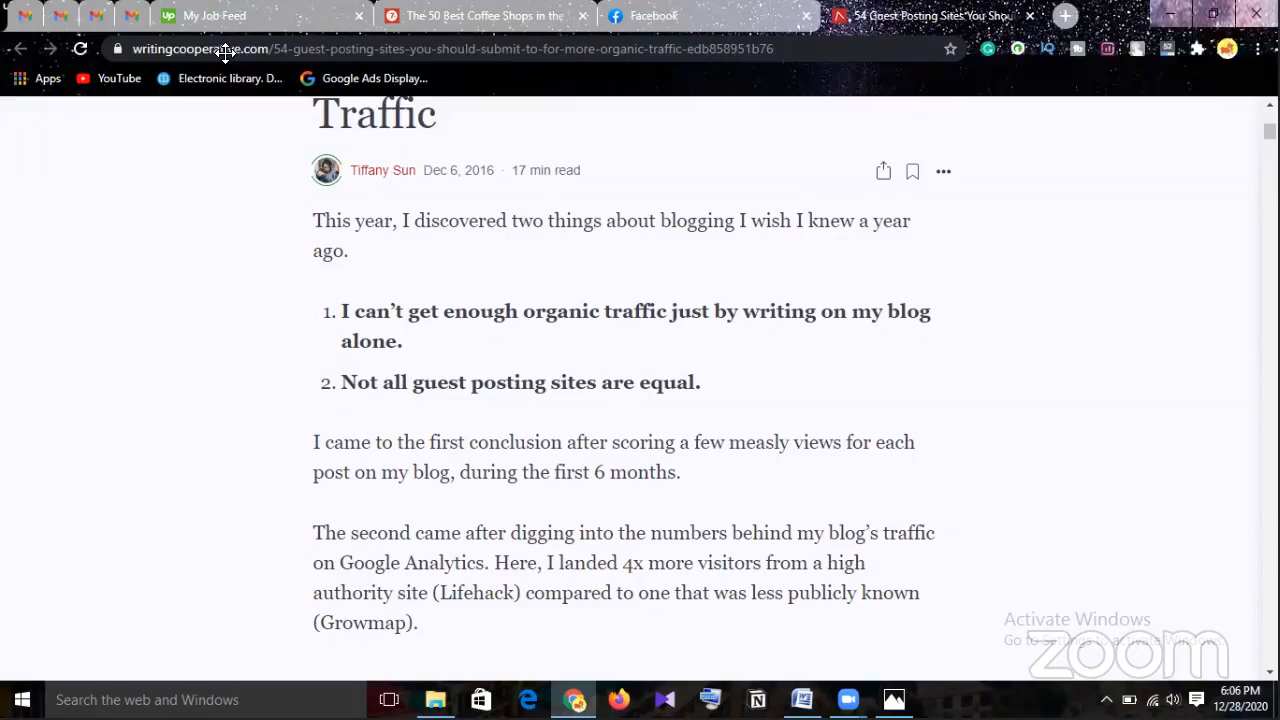 My Job Feed
The 50 Best Coffee Shops in the
Facebook
54 Guest Posting Sites You Shou
/54-guest-posting-sites-you-should-submit-to-for-more-organic-traffic-edb858951b76
Apps
YouTube
Electronic library. D...
Google Ads Display...
Traffic
Tiffany Sun Dec 6, 2016 · 17 min read
This year, I discovered two things about blogging I wish I knew a year
ago.
1. I can’t get enough organic traffic just by writing on my blog
alone.
2. Not all guest posting sites are equal.
I came to the first conclusion after scoring a few measly views for each
post on my blog, during the first 6 months.
The second came after digging into the numbers behind my blog’s traffic
on Google Analytics. Here, I landed 4x more visitors from a high
authority site (Lifehack) compared to one that was less publicly known
(Growmap).
Activate Windows
Go to Settings to activate Windows.
zoom
Search the web and Windows
6:06 PM
12/28/2020